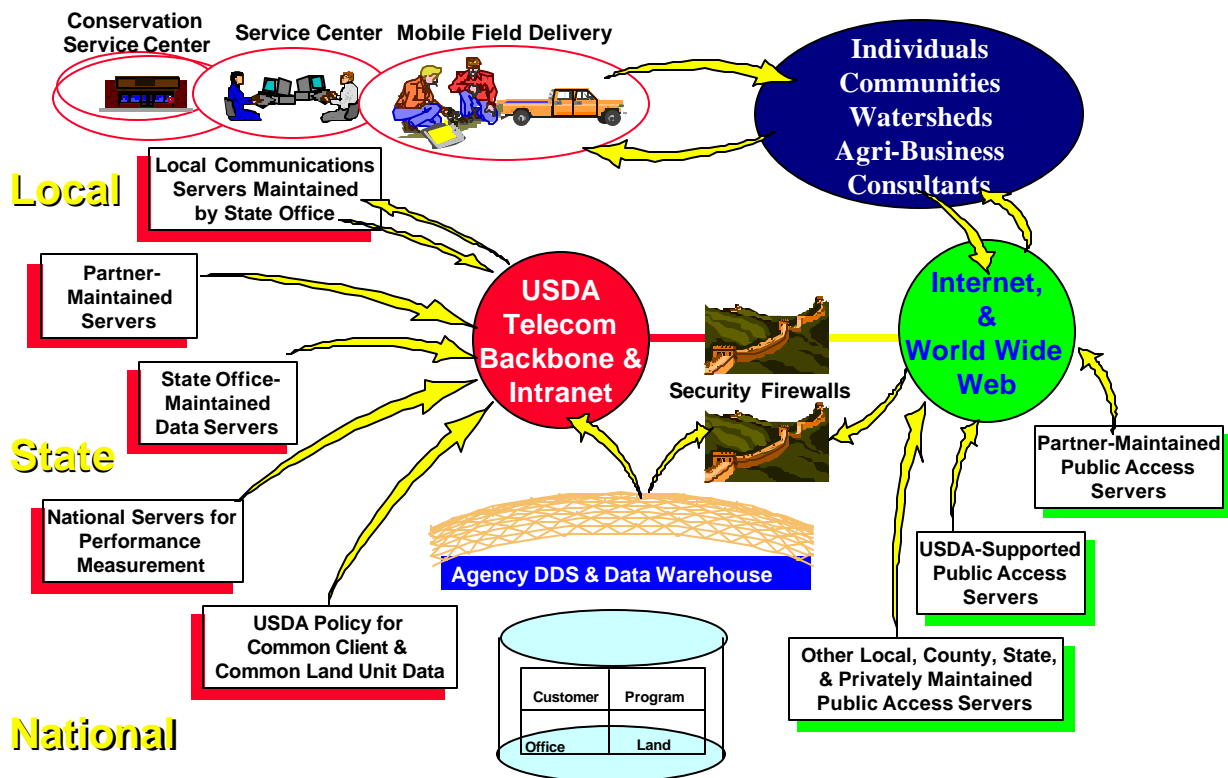 Conservation
Service Center
Service Center
Mobile Field Delivery
Individuals
Communities
Watersheds
Agri-Business
Consultants
Local
Local Communications
Servers Maintained
by State Office
Partner-
Maintained
Servers
USDA
Telecom
Backbone &
Intranet
Security Firewalls
Internet,
&
World Wide
Web
State Office-
Maintained
Data Servers
State
Partner-Maintained
Public Access
Servers
National Servers for
Performance
Measurement
Agency DDS & Data Warehouse
USDA-Supported
Public Access
Servers
USDA Policy for
Common Client &
Common Land Unit Data
Other Local, County, State,
& Privately Maintained
Public Access Servers
Customer
Program
Office
Land
National